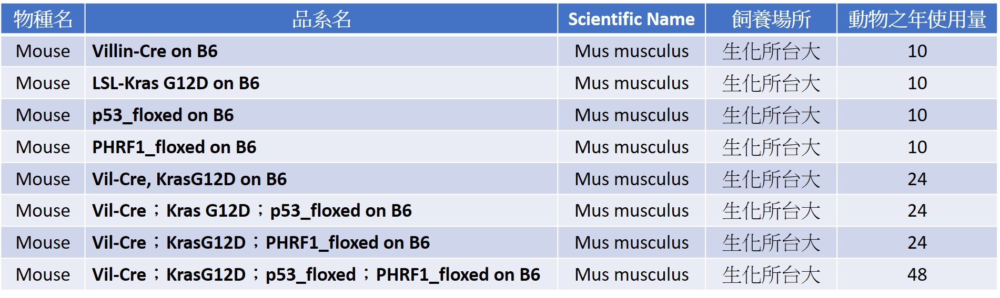 物種名 品系名 Scientific Name 飼養場所 動物之年使用量
Mouse Villin-Cre on B6 Mus musculus 生化所台大 10
Mouse LSL-Kras G12D on B6 Mus musculus 生化所台大 10
Mouse p53_floxed on B6 Mus musculus 生化所台大 10
Mouse PHRF1_floxed on B6 Mus musculus 生化所台大 10
Mouse Vil-Cre, KrasG12D on B6 Mus musculus 生化所台大 24
Mouse Vil-Cre；Kras G12D；p53_floxed on B6 Mus musculus 生化所台大 24
Mouse Vil-Cre；KrasG12D；PHRF1_floxed on B6 Mus musculus 生化所台大 24
Mouse Vil-Cre；KrasG12D；p53_floxed；PHRF1_floxed on B6 Mus musculus 生化所台大 48